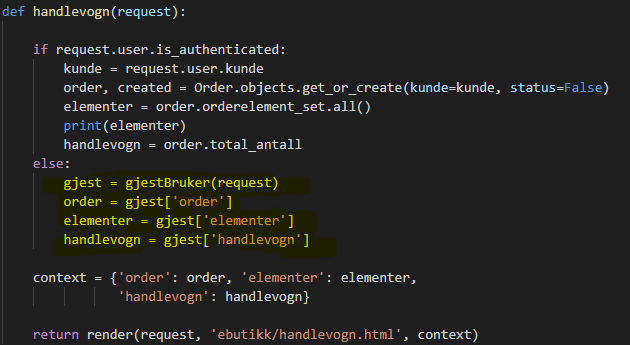 def handlevogn(request):
if request.user.is_authenticated:
kunde = request.user.kunde
order, created = Order.objects.get_or_create(kunde=kunde, status=False)
elementer = order.orderelement_set.all()
print(elementer)
handlevogn = order.total_antall
else:
gjest = gjestBruker(request)
order = gjest['order']
elementer = gjest['elementer']
handlevogn = gjest['handlevogn']
context = {'order': order, 'elementer': elementer,
'handlevogn': handlevogn}
return render(request, 'ebutikk/handlevogn.html', context)